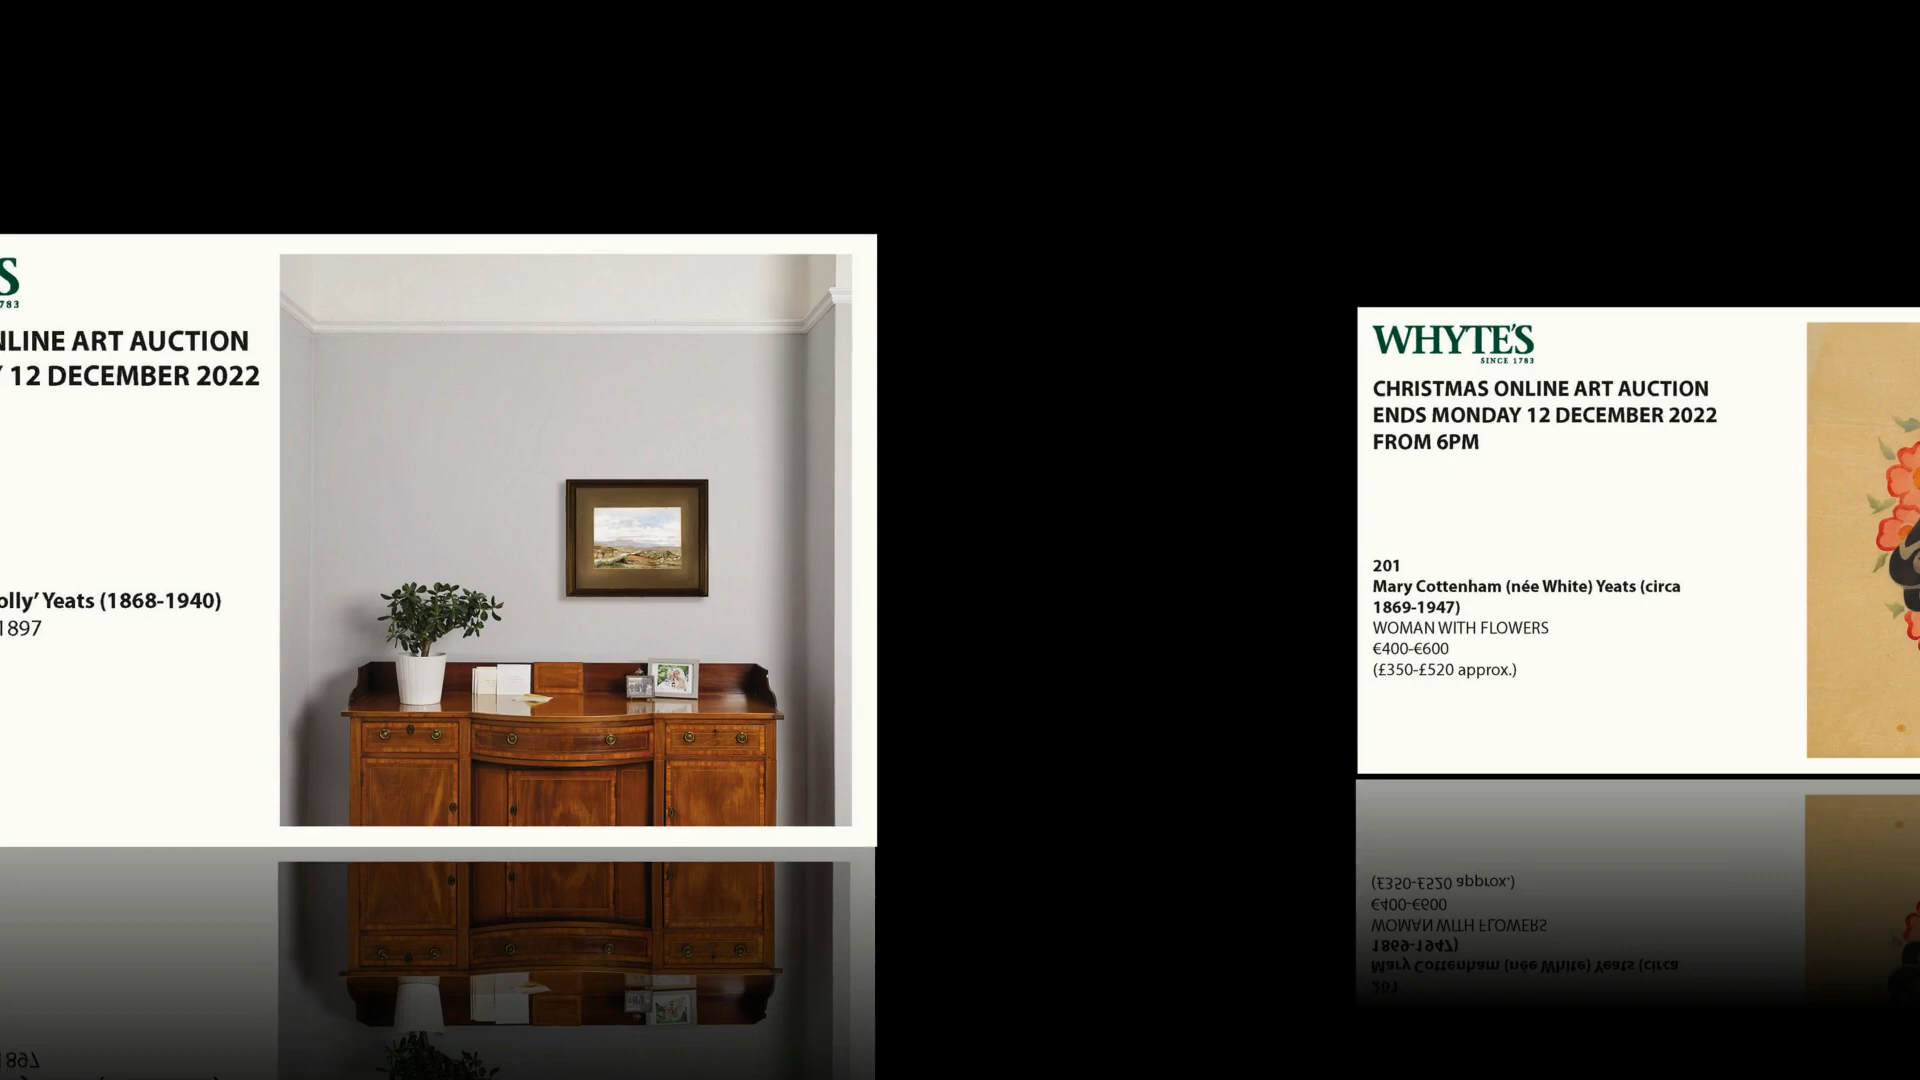 S
783
NLINE ART AUCTION
Y 12 DECEMBER 2022
olly’ Yeats (1868-1940)
1897
WHYTE'S
SINCE 1783
CHRISTMAS ONLINE ART AUCTION
ENDS MONDAY 12 DECEMBER 2022
FROM 6PM
201
Mary Cottenham (née White) Yeats (circa
1869-1947)
WOMAN WITH FLOWERS
€400-€600
(£350-£520 approx.)